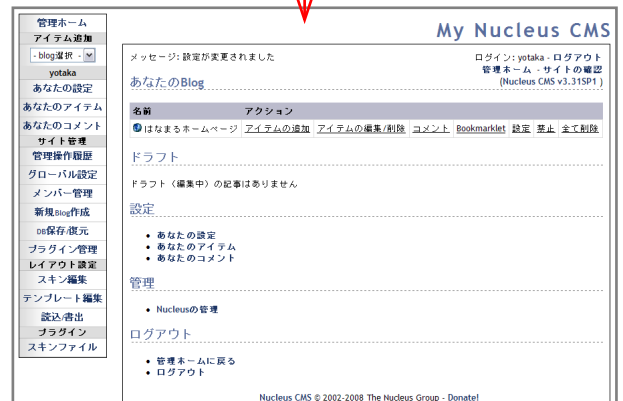 管理ホーム
アイテム追加
- blog選択 -
yotaka
あなたの設定
あなたのアイテム
あなたのコメント
サイト管理
管理操作履歴
グローバル設定
メンバー管理
新規Blog作成
DB保存/復元
プラグイン管理
レイアウト設定
スキン編集
テンプレート編集
読込/書出
プラグイン
スキンファイル
My Nucleus CMS
メッセージ: 設定が変更されました
ログイン: yotaka - ログアウト
管理ホーム - サイトの確認
(Nucleus CMS v3.31SP1 )
あなたのBlog
名前 アクション
はなまるホームページ アイテムの追加 アイテムの編集/削除 コメント Bookmarklet 設定 禁止 全て削除
ドラフト
ドラフト（編集中）の記事はありません
設定
• あなたの設定
• あなたのアイテム
• あなたのコメント
管理
• Nucleusの管理
ログアウト
• 管理ホームに戻る
• ログアウト
Nucleus CMS © 2002-2008 The Nucleus Group - Donate!